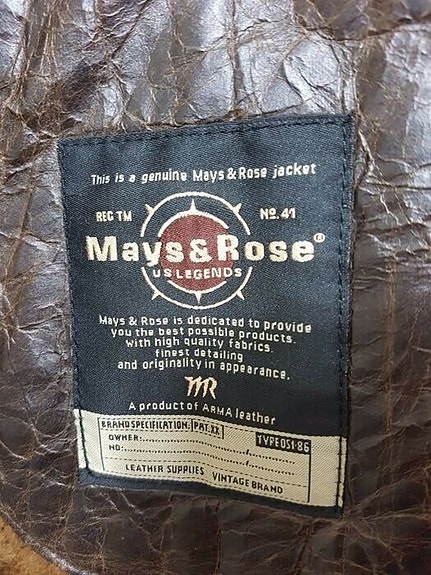 This is a genuine Mays & Rose jacket
REG TM Nº. 41
Mays&Rose®
US LEGENDS
Mays & Rose is dedicated to provide
you the best possible products.
With high quality fabrics.
finest detailing
and originality in appearance.
MR
A product of ARMA leather
BRAND SPECIFICATION: PAT. XX
OWNER:
NO:
TYPE 051-86
LEATHER SUPPLIES VINTAGE BRAND